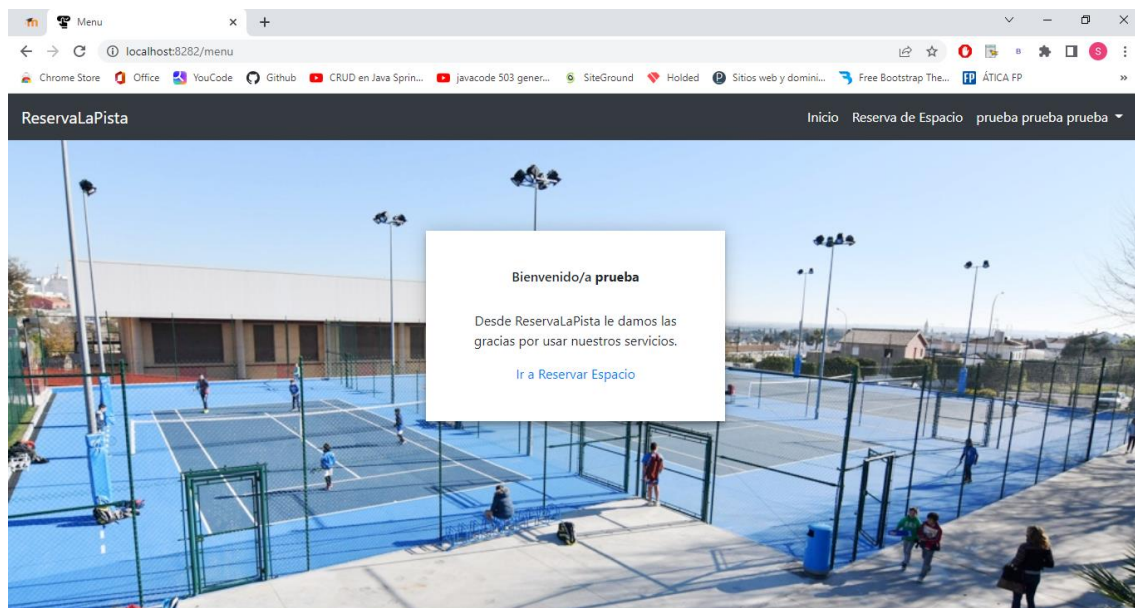 Menu
localhost:8282/menu
Chrome Store Office YouCode Github CRUD en Java Sprin... javacode 503 gener... SiteGround Holded Sitios web y domini... Free Bootstrap The... FP ÁTICA FP »
ReservaLaPista Inicio Reserva de Espacio prueba prueba prueba
Bienvenido/a prueba
Desde ReservaLaPista le damos las
gracias por usar nuestros servicios.
Ir a Reservar Espacio